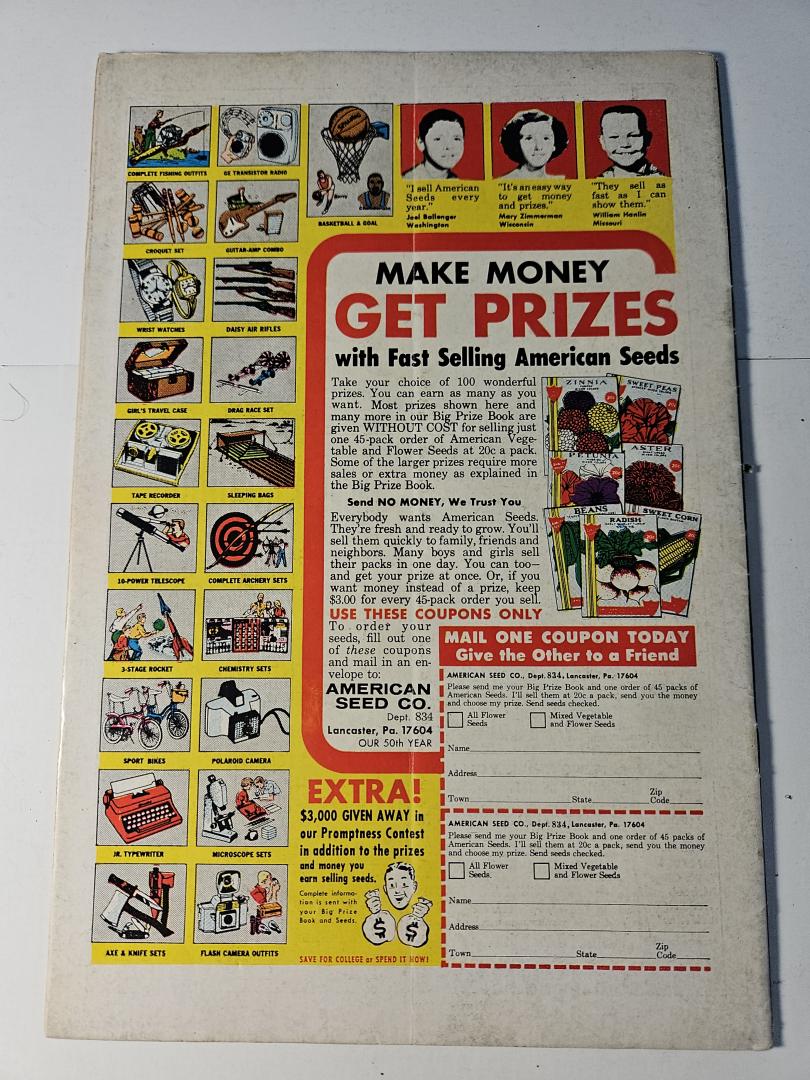 COMPLETE FISHING OUTFITS
GE TRANSISTOR RADIO
BASKETBALL & GOAL
CROQUET SET
GUITAR-AMP COMBO
WRIST WATCHES
DAISY AIR RIFLES
GIRL'S TRAVEL CASE
DRAG RACE SET
TAPE RECORDER
SLEEPING BAGS
10-POWER TELESCOPE
COMPLETE ARCHERY SETS
3-STAGE ROCKET
CHEMISTRY SETS
SPORT BIKES
POLAROID CAMERA
JR. TYPEWRITER
MICROSCOPE SETS
AXE & KNIFE SETS
FLASH CAMERA OUTFITS
"I sell American
Seeds every
year."
Joel Ballenger
Washington
"It's an easy way
to get money
and prizes."
Mary Zimmerman
Wisconsin
"They sell as
fast as I can
show them."
William Hanlin
Missouri
MAKE MONEY
GET PRIZES
with Fast Selling American Seeds
Take your choice of 100 wonderful
prizes. You can earn as many as you
want. Most prizes shown here and
many more in our Big Prize Book are
given WITHOUT COST for selling just
one 45-pack order of American Vege-
table and Flower Seeds at 20c a pack.
Some of the larger prizes require more
sales or extra money as explained in
the Big Prize Book.
Send NO MONEY, We Trust You
Everybody wants American Seeds.
They're fresh and ready to grow. You'll
sell them quickly to family, friends and
neighbors. Many boys and girls sell
their packs in one day. You can too—
and get your prize at once. Or, if you
want money instead of a prize, keep
$3.00 for every 45-pack order you sell.
ZINNIA
SWEET PEAS
PETUNIA
ASTER
BEANS
RADISH
SWEET CORN
USE THESE COUPONS ONLY
To order your
seeds, fill out one
of these coupons
and mail in an en-
velope to:
AMERICAN
SEED CO.
Dept. 834
Lancaster, Pa. 17604
OUR 50th YEAR
MAIL ONE COUPON TODAY
Give the Other to a Friend
AMERICAN SEED CO., Dept. 834, Lancaster, Pa. 17604
Please send me your Big Prize Book and one order of 45 packs of
American Seeds. I'll sell them at 20c a pack, send you the money
and choose my prize. Send seeds checked.
All Flower
Seeds
Mixed Vegetable
and Flower Seeds
Name
Address
Town State Zip Code
AMERICAN SEED CO., Dept. 834, Lancaster, Pa. 17604
Please send me your Big Prize Book and one order of 45 packs of
American Seeds. I'll sell them at 20c a pack, send you the money
and choose my prize. Send seeds checked.
All Flower
Seeds.
Mixed Vegetable
and Flower Seeds
Name
Address
Town State Zip Code
EXTRA!
$3,000 GIVEN AWAY in
our Promptness Contest
in addition to the prizes
and money you
earn selling seeds.
Complete informa-
tion is sent with
your Big Prize
Book and Seeds.
$ $
SAVE FOR COLLEGE or SPEND IT NOW!